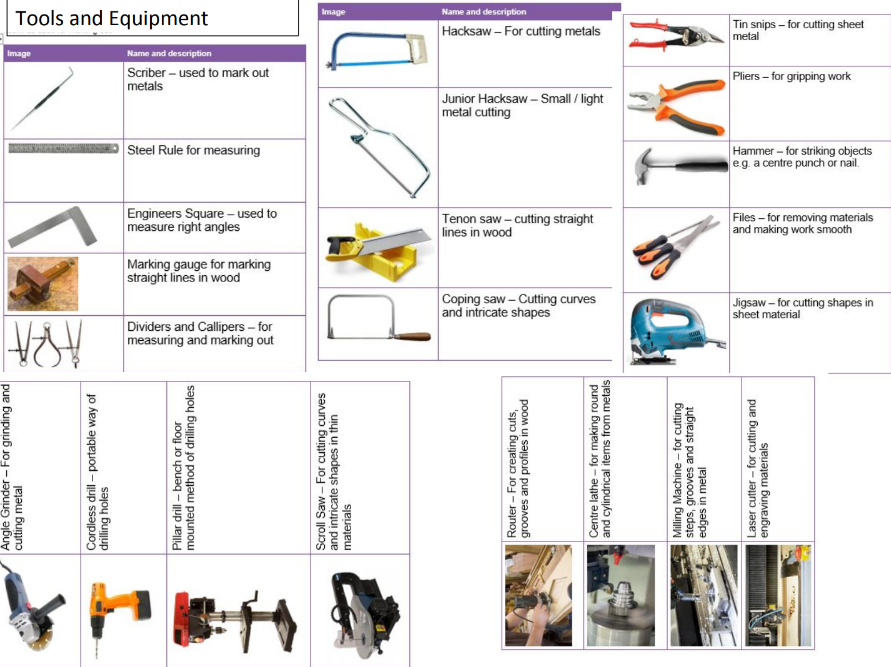 Tools and Equipment
Image Name and description
Scriber – used to mark out
metals
Steel Rule for measuring
Engineers Square – used to
measure right angles
Marking gauge for marking
straight lines in wood
Dividers and Callipers – for
measuring and marking out
Image Name and description
Hacksaw – For cutting metals
Junior Hacksaw – Small / light
metal cutting
Tenon saw – cutting straight
lines in wood
Coping saw – Cutting curves
and intricate shapes
Tin snips – for cutting sheet
metal
Pliers – for gripping work
Hammer – for striking objects
e.g. a centre punch or nail.
Files – for removing materials
and making work smooth
Jigsaw – for cutting shapes in
sheet material
Angle Grinder – For grinding and
cutting metal
Cordless drill – portable way of
drilling holes
Pillar drill – bench or floor
mounted method of drilling holes
Scroll Saw – For cutting curves
and intricate shapes in thin
materials
Router – For creating cuts,
grooves and profiles in wood
Centre lathe – for making round
and cylindrical items from metals
Milling Machine – for cutting
steps, grooves and straight
edges in metal
Laser cutter – for cutting and
engraving materials